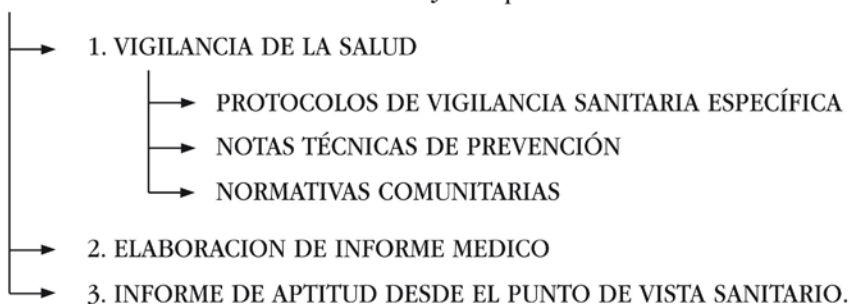 1. VIGILANCIA DE LA SALUD
PROTOCOLOS DE VIGILANCIA SANITARIA ESPECÍFICA
NOTAS TÉCNICAS DE PREVENCIÓN
NORMATIVAS COMUNITARIAS
2. ELABORACION DE INFORME MEDICO
3. INFORME DE APTITUD DESDE EL PUNTO DE VISTA SANITARIO.